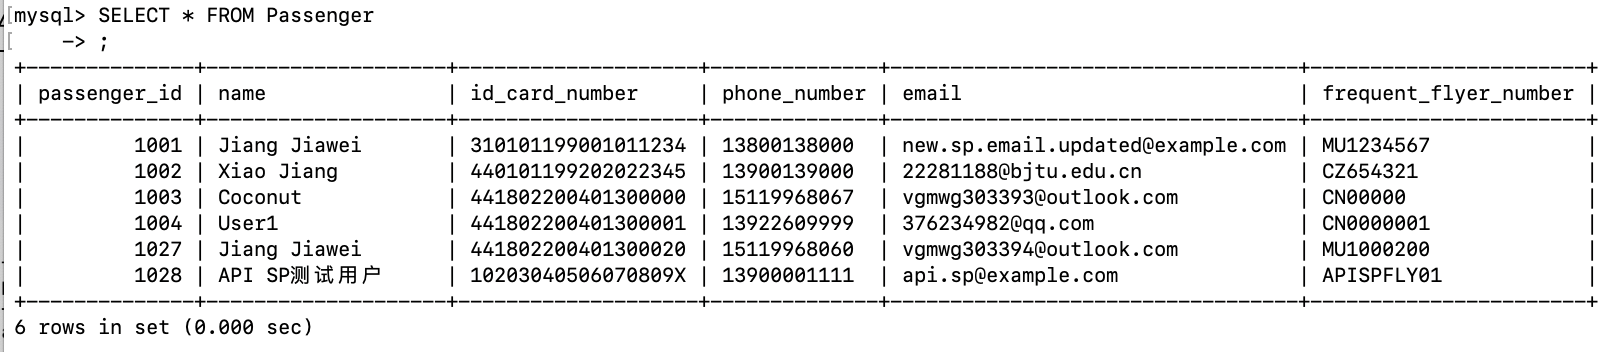 [mysql> SELECT * FROM Passenger
[    -> ;
+--------------+---------------------+--------------------+--------------+---------------------------------+-----------------------+
| passenger_id | name                | id_card_number     | phone_number | email                           | frequent_flyer_number |
+--------------+---------------------+--------------------+--------------+---------------------------------+-----------------------+
|         1001 | Jiang Jiawei        | 310101199001011234 | 13800138000  | new.sp.email.updated@example.com | MU1234567             |
|         1002 | Xiao Jiang          | 440101199202022345 | 13900139000  | 22281188@bjtu.edu.cn            | CZ654321              |
|         1003 | Coconut             | 441802200401300000 | 15119968067  | vgmwg303393@outlook.com         | CN00000               |
|         1004 | User1               | 441802200401300001 | 13922609999  | 376234982@qq.com                | CN0000001             |
|         1027 | Jiang Jiawei        | 441802200401300020 | 15119968060  | vgmwg303394@outlook.com         | MU1000200             |
|         1028 | API SP测试用户      | 10203040506070809X | 13900001111  | api.sp@example.com              | APISPFLY01            |
+--------------+---------------------+--------------------+--------------+---------------------------------+-----------------------+
6 rows in set (0.000 sec)